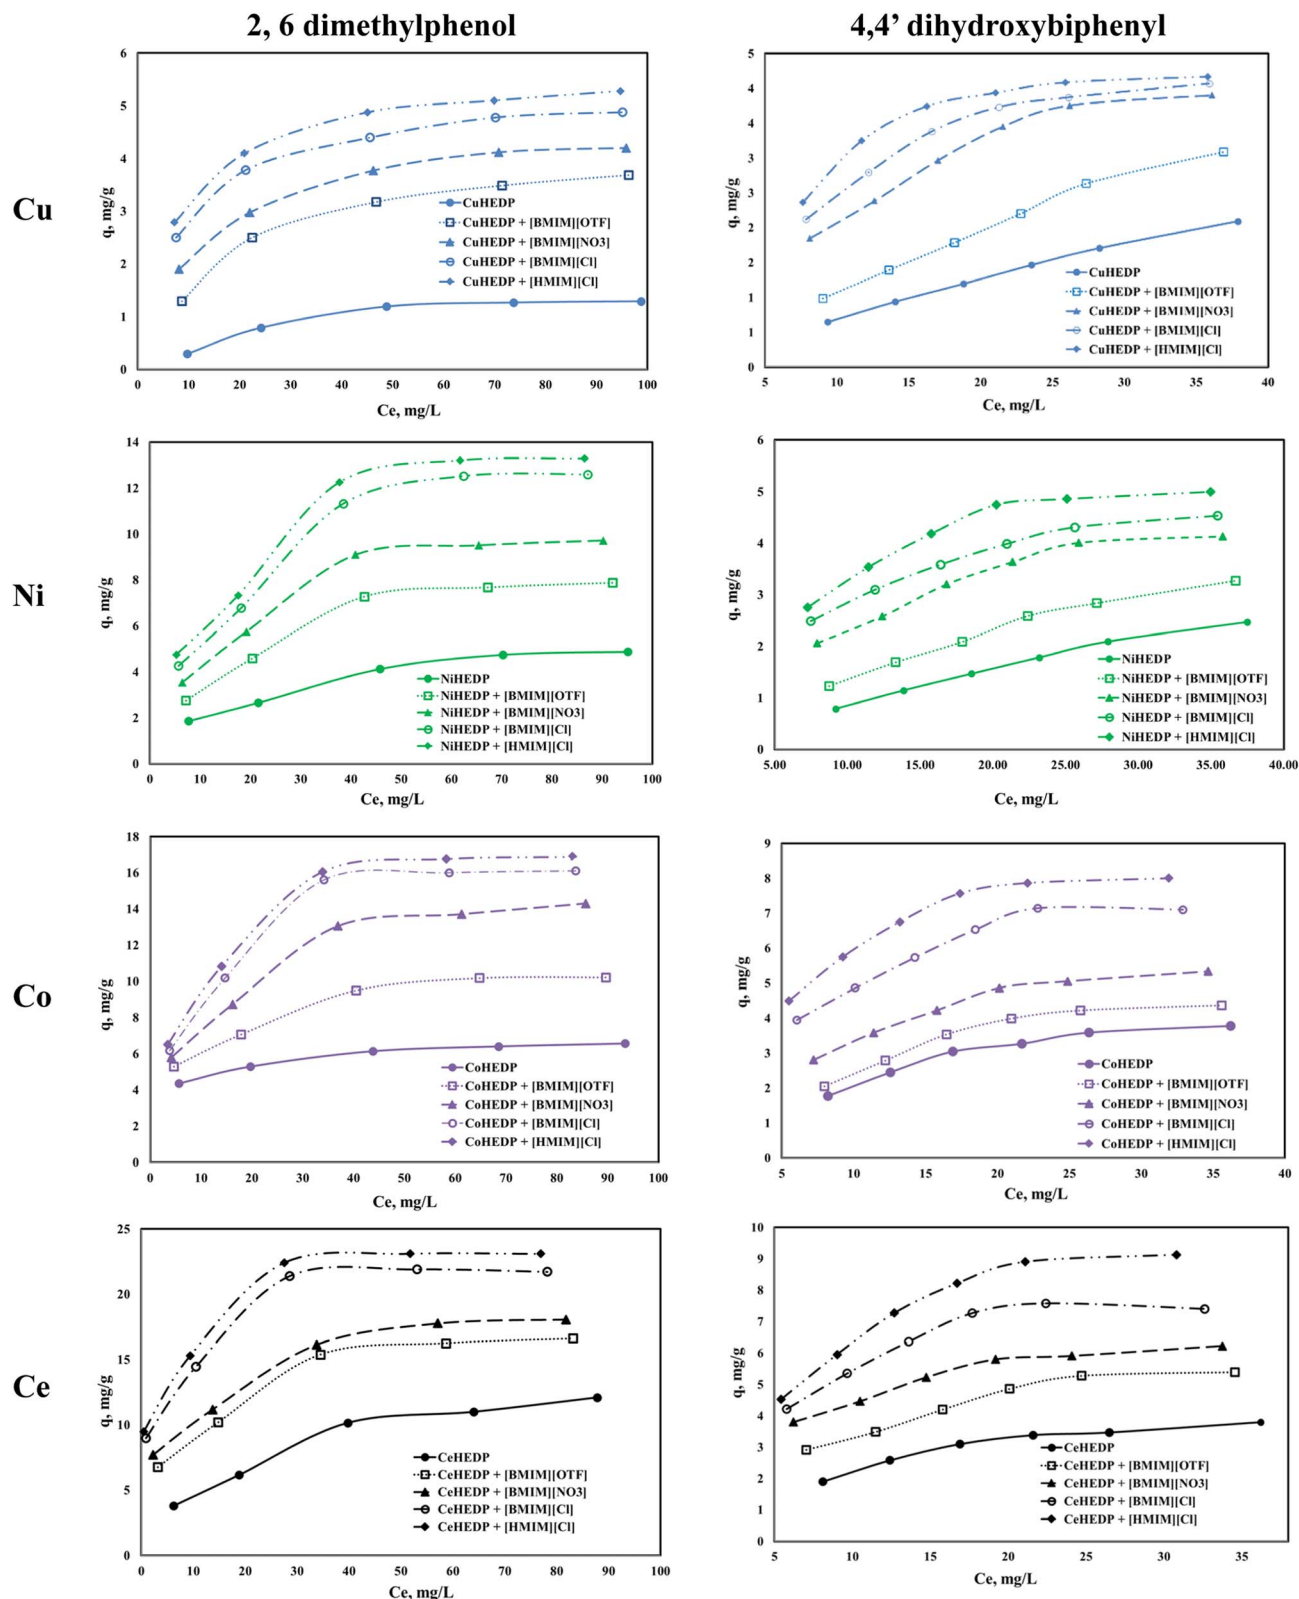 2, 6 dimethylphenol
4,4’ dihydroxybiphenyl
Cu
q, mg/g
6
5
4
3
2
1
0
CuHEDP
CuHEDP + [BMIM][OTF]
CuHEDP + [BMIM][NO3]
CuHEDP + [BMIM][Cl]
CuHEDP + [HMIM][Cl]
0 10 20 30 40 50 60 70 80 90 100
Ce, mg/L
q, mg/g
5
4
4
3
3
2
2
1
1
0
CuHEDP
CuHEDP + [BMIM][OTF]
CuHEDP + [BMIM][NO3]
CuHEDP + [BMIM][Cl]
CuHEDP + [HMIM][Cl]
5 10 15 20 25 30 35 40
Ce, mg/L
Ni
q, mg/g
14
12
10
8
6
4
2
0
NiHEDP
NiHEDP + [BMIM][OTF]
NiHEDP + [BMIM][NO3]
NiHEDP + [BMIM][Cl]
NiHEDP + [HMIM][Cl]
0 10 20 30 40 50 60 70 80 90 100
Ce, mg/L
q, mg/g
6
5
4
3
2
1
0
NiHEDP
NiHEDP + [BMIM][OTF]
NiHEDP + [BMIM][NO3]
NiHEDP + [BMIM][Cl]
NiHEDP + [HMIM][Cl]
5.00 10.00 15.00 20.00 25.00 30.00 35.00 40.00
Ce, mg/L
Co
q, mg/g
18
16
14
12
10
8
6
4
2
0
CoHEDP
CoHEDP + [BMIM][OTF]
CoHEDP + [BMIM][NO3]
CoHEDP + [BMIM][Cl]
CoHEDP + [HMIM][Cl]
0 10 20 30 40 50 60 70 80 90 100
Ce, mg/L
q, mg/g
9
8
7
6
5
4
3
2
1
0
CoHEDP
CoHEDP + [BMIM][OTF]
CoHEDP + [BMIM][NO3]
CoHEDP + [BMIM][Cl]
CoHEDP + [HMIM][Cl]
5 10 15 20 25 30 35 40
Ce, mg/L
Ce
q, mg/g
25
20
15
10
5
0
CeHEDP
CeHEDP + [BMIM][OTF]
CeHEDP + [BMIM][NO3]
CeHEDP + [BMIM][Cl]
CeHEDP + [HMIM][Cl]
0 10 20 30 40 50 60 70 80 90 100
Ce, mg/L
q, mg/g
10
9
8
7
6
5
4
3
2
1
0
CeHEDP
CeHEDP + [BMIM][OTF]
CeHEDP + [BMIM][NO3]
CeHEDP + [BMIM][Cl]
CeHEDP + [HMIM][Cl]
5 10 15 20 25 30 35
Ce, mg/L